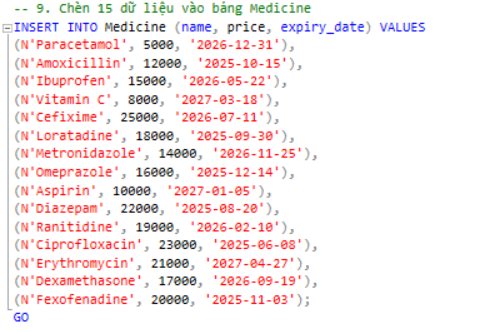 -- 9. Chèn 15 dữ liệu vào bảng Medicine
INSERT INTO Medicine (name, price, expiry_date) VALUES
(N'Paracetamol', 5000, '2026-12-31'),
(N'Amoxicillin', 12000, '2025-10-15'),
(N'Ibuprofen', 15000, '2026-05-22'),
(N'Vitamin C', 8000, '2027-03-18'),
(N'Cefixime', 25000, '2026-07-11'),
(N'Loratadine', 18000, '2025-09-30'),
(N'Metronidazole', 14000, '2026-11-25'),
(N'Omeprazole', 16000, '2025-12-14'),
(N'Aspirin', 10000, '2027-01-05'),
(N'Diazepam', 22000, '2025-08-20'),
(N'Ranitidine', 19000, '2026-02-10'),
(N'Ciprofloxacin', 23000, '2025-06-08'),
(N'Erythromycin', 21000, '2027-04-27'),
(N'Dexamethasone', 17000, '2026-09-19'),
(N'Fexofenadine', 20000, '2025-11-03');
GO